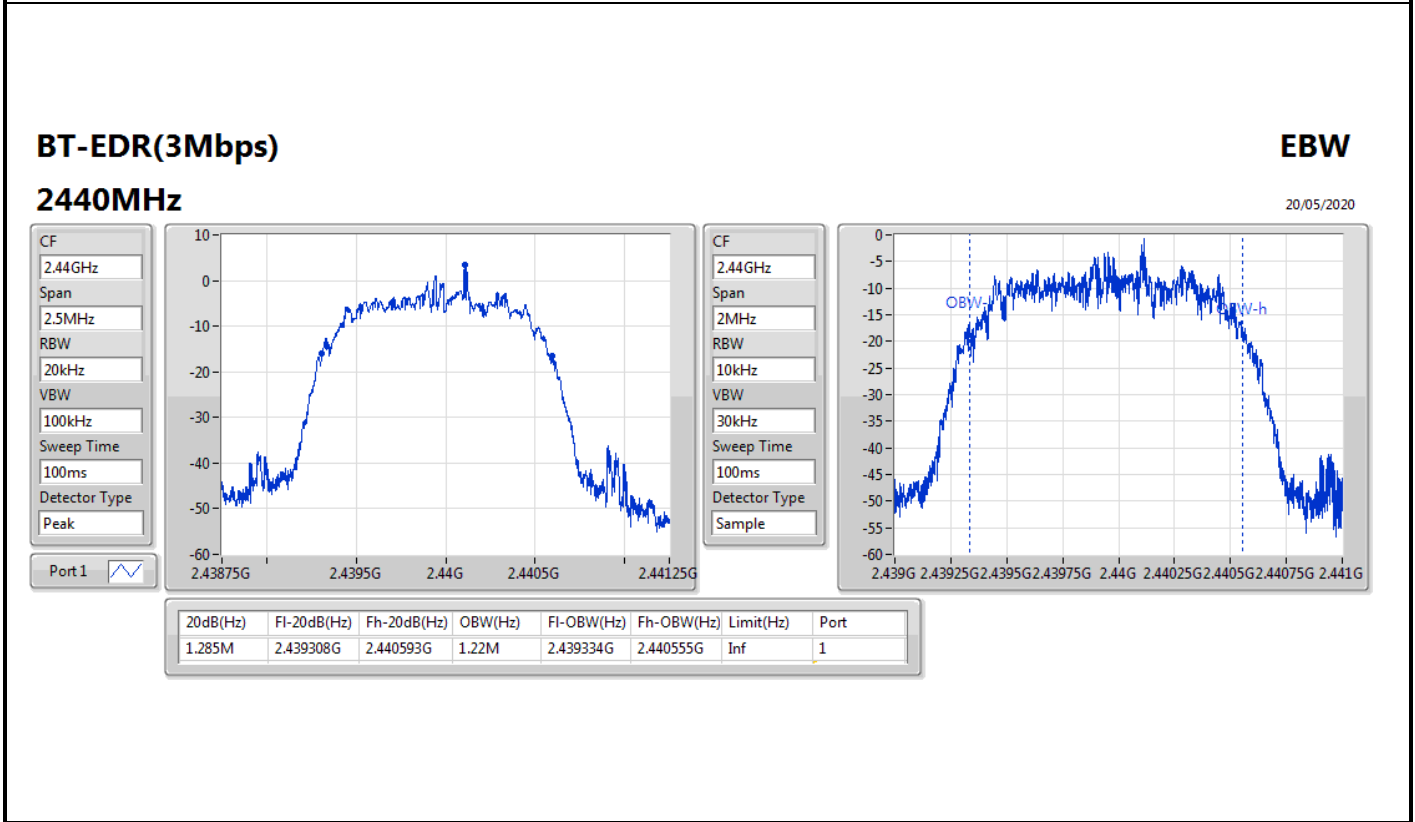 BT-EDR(3Mbps)
EBW
2440MHz
20/05/2020
CF
2.44GHz
Span
2.5MHz
RBW
20kHz
VBW
100kHz
Sweep Time
100ms
Detector Type
Peak
Port 1
10
0
-10
-20
-30
-40
-50
-60
2.43875G 2.4395G 2.44G 2.4405G 2.44125G
CF
2.44GHz
Span
2MHz
RBW
10kHz
VBW
30kHz
Sweep Time
100ms
Detector Type
Sample
0
-5
-10
-15
-20
-25
-30
-35
-40
-45
-50
-55
-60
OBW-l
OBW-h
2.439G 2.43925G 2.4395G 2.43975G 2.44G 2.44025G 2.4405G 2.44075G 2.441G
20dB(Hz) Fl-20dB(Hz) Fh-20dB(Hz) OBW(Hz) Fl-OBW(Hz) Fh-OBW(Hz) Limit(Hz) Port
1.285M 2.439308G 2.440593G 1.22M 2.439334G 2.440555G Inf 1